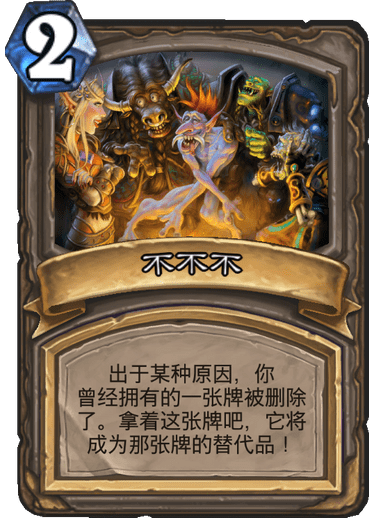 2
不不不
出于某种原因，你
曾经拥有的一张牌被删除
了。拿着这张牌吧，它将
成为那张牌的替代品！